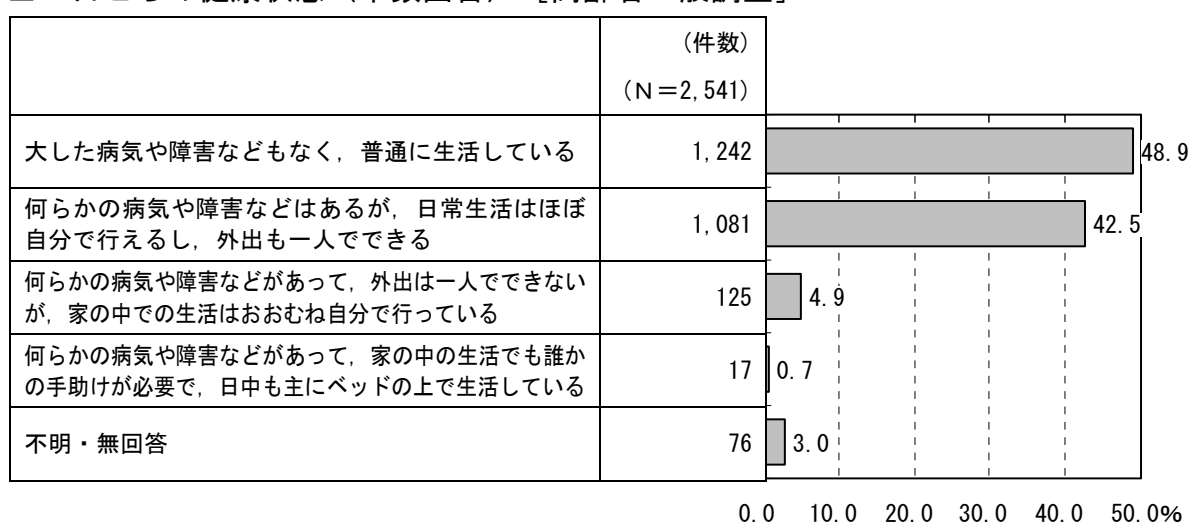 (件数)
(N=2,541)
大した病気や障害などもなく,普通に生活している 1,242 48.9
何らかの病気や障害などはあるが,日常生活はほぼ
自分で行えるし,外出も一人でできる 1,081 42.5
何らかの病気や障害などがあって,外出は一人でできない
が,家の中での生活はおおむね自分で行っている 125 4.9
何らかの病気や障害などがあって,家の中の生活でも誰か
の手助けが必要で,日中も主にベッドの上で生活している 17 0.7
不明・無回答 76 3.0
0.0 10.0 20.0 30.0 40.0 50.0%